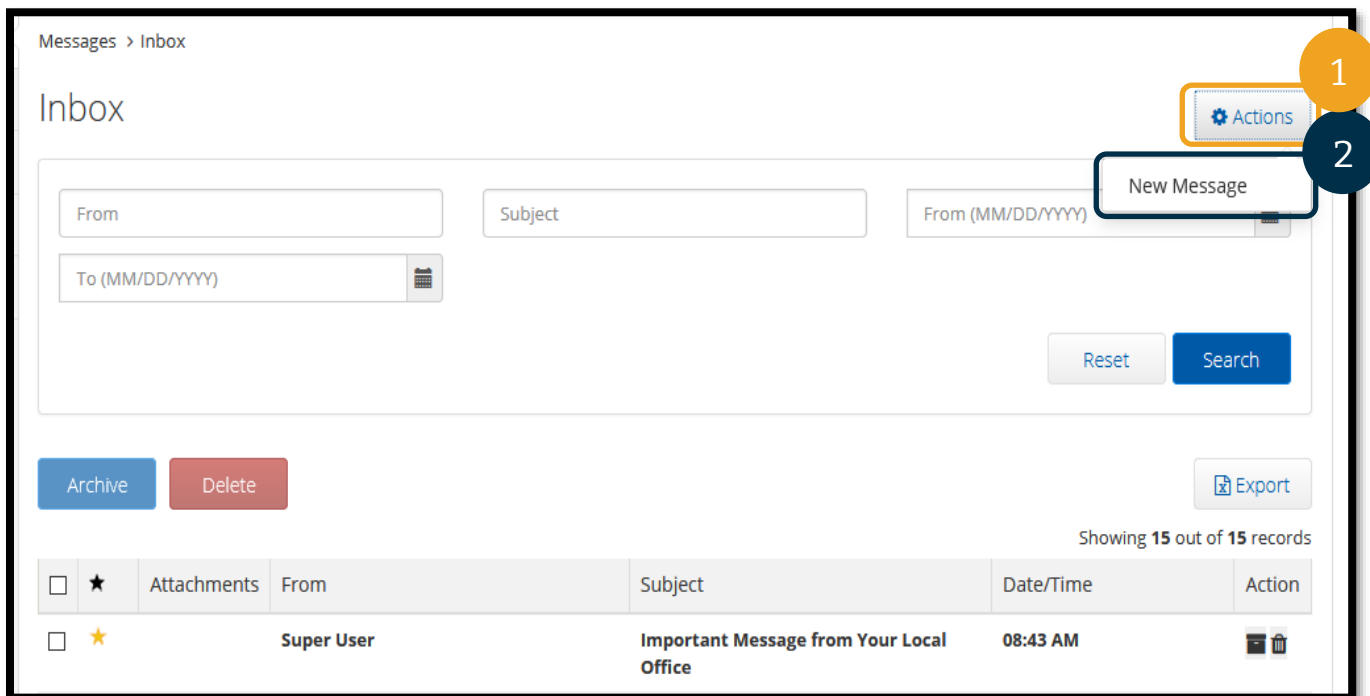 Messages > Inbox
1
Inbox
Actions
2
New Message
From
Subject
From (MM/DD/YYYY)
To (MM/DD/YYYY)
Reset
Search
Archive
Delete
Export
Showing 15 out of 15 records
Attachments From Subject Date/Time Action
Super User Important Message from Your Local 08:43 AM
Office